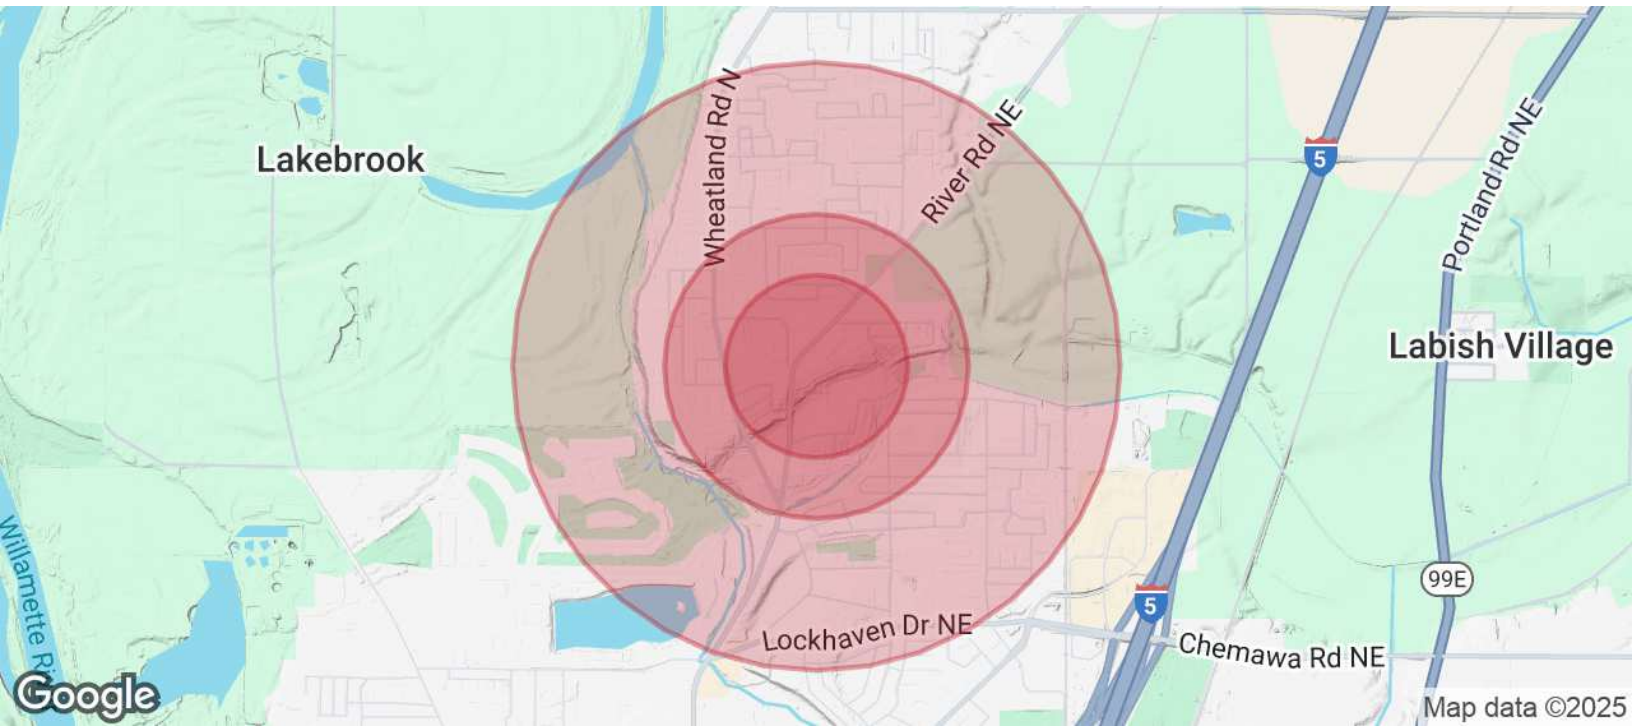 Wheatland Rd N
River Rd NE
Lakebrook
5
Portland Rd NE
Labish Village
99E
5
Willamette Ri
Lockhaven Dr NE
Chemawa Rd NE
Google
Map data ©2025